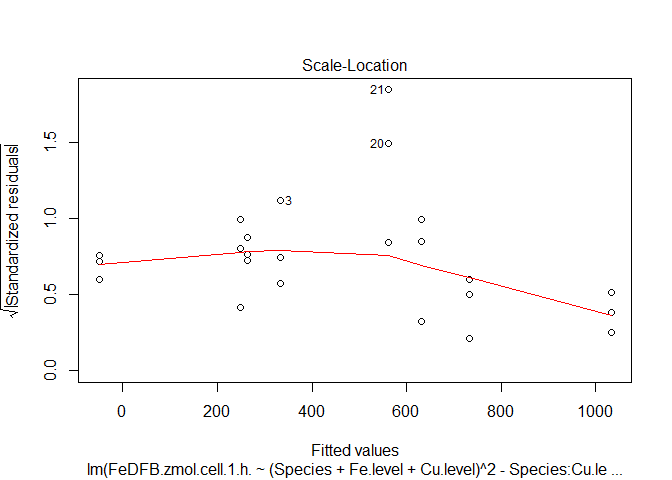 Scale-Location
21
20
3
√|Standardized residuals|
0.0 0.5 1.0 1.5
0 200 400 600 800 1000
Fitted values
lm(FeDFB.zmol.cell.1.h. ~ (Species + Fe.level + Cu.level)^2 - Species:Cu.le ...